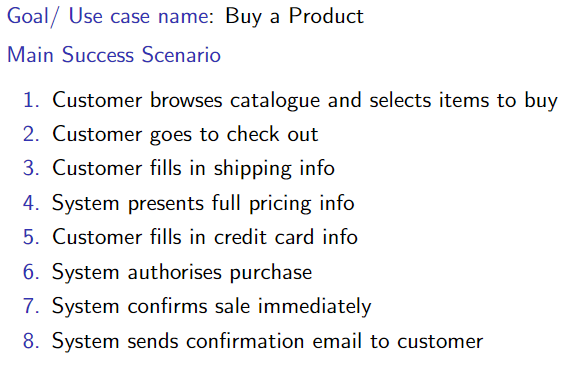 Goal/ Use case name: Buy a Product
Main Success Scenario
1. Customer browses catalogue and selects items to buy
2. Customer goes to check out
3. Customer fills in shipping info
4. System presents full pricing info
5. Customer fills in credit card info
6. System authorises purchase
7. System confirms sale immediately
8. System sends confirmation email to customer